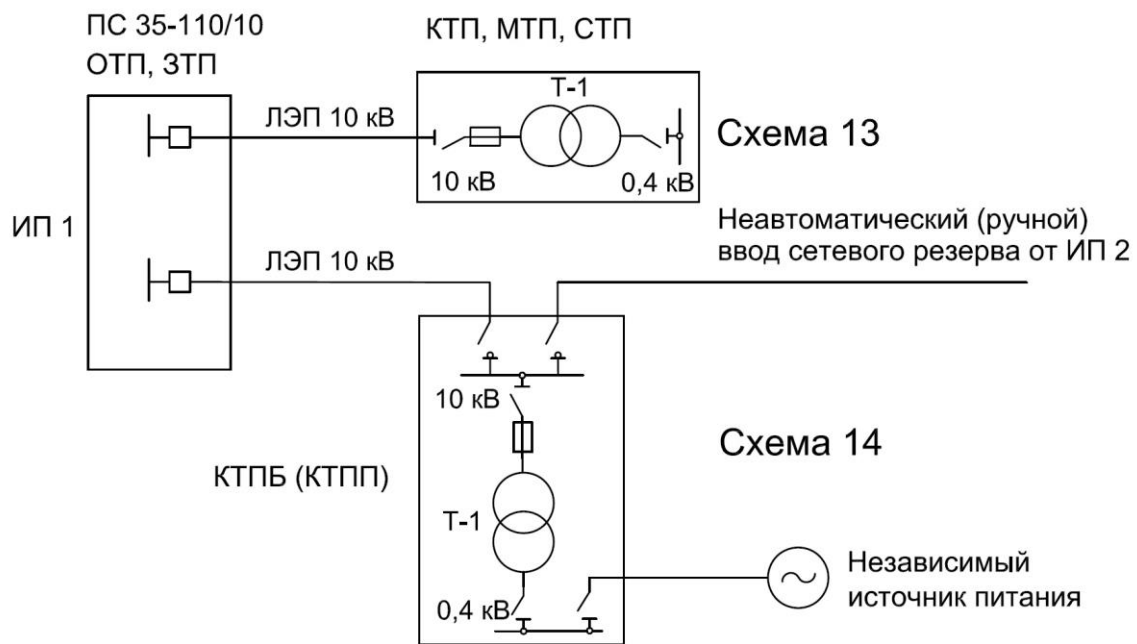 ПС 35-110/10
ОТП, ЗТП
КТП, МТП, СТП
Т-1
ЛЭП 10 кВ
Схема 13
10 кВ
0,4 кВ
ИП 1
Неавтоматический (ручной)
ввод сетевого резерва от ИП 2
ЛЭП 10 кВ
10 кВ
Схема 14
КТПБ (КТПП)
Т-1
Независимый
источник питания
0,4 кВ